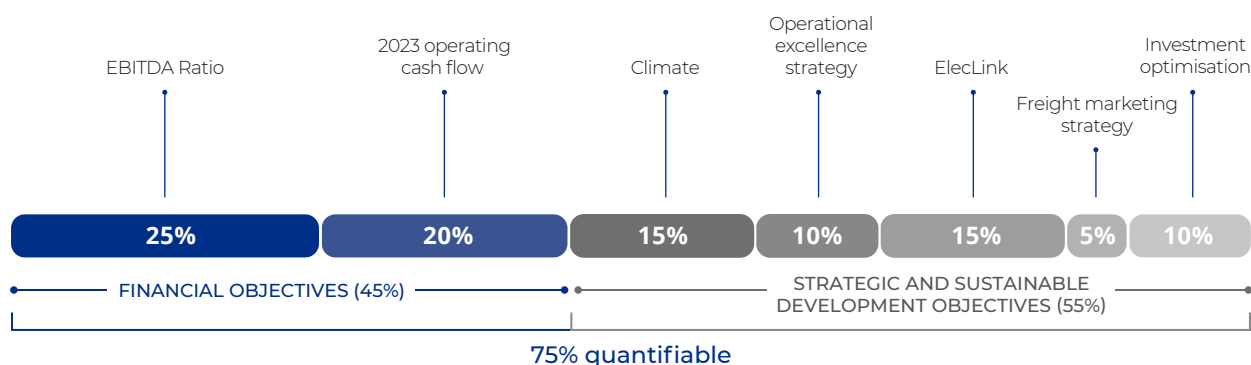 EBITDA Ratio
2023 operating
cash flow
Climate
Operational
excellence
strategy
ElecLink
Freight marketing
strategy
Investment
optimisation
25%
20%
15%
10%
15%
5%
10%
FINANCIAL OBJECTIVES (45%)
STRATEGIC AND SUSTAINABLE
DEVELOPMENT OBJECTIVES (55%)
75% quantifiable